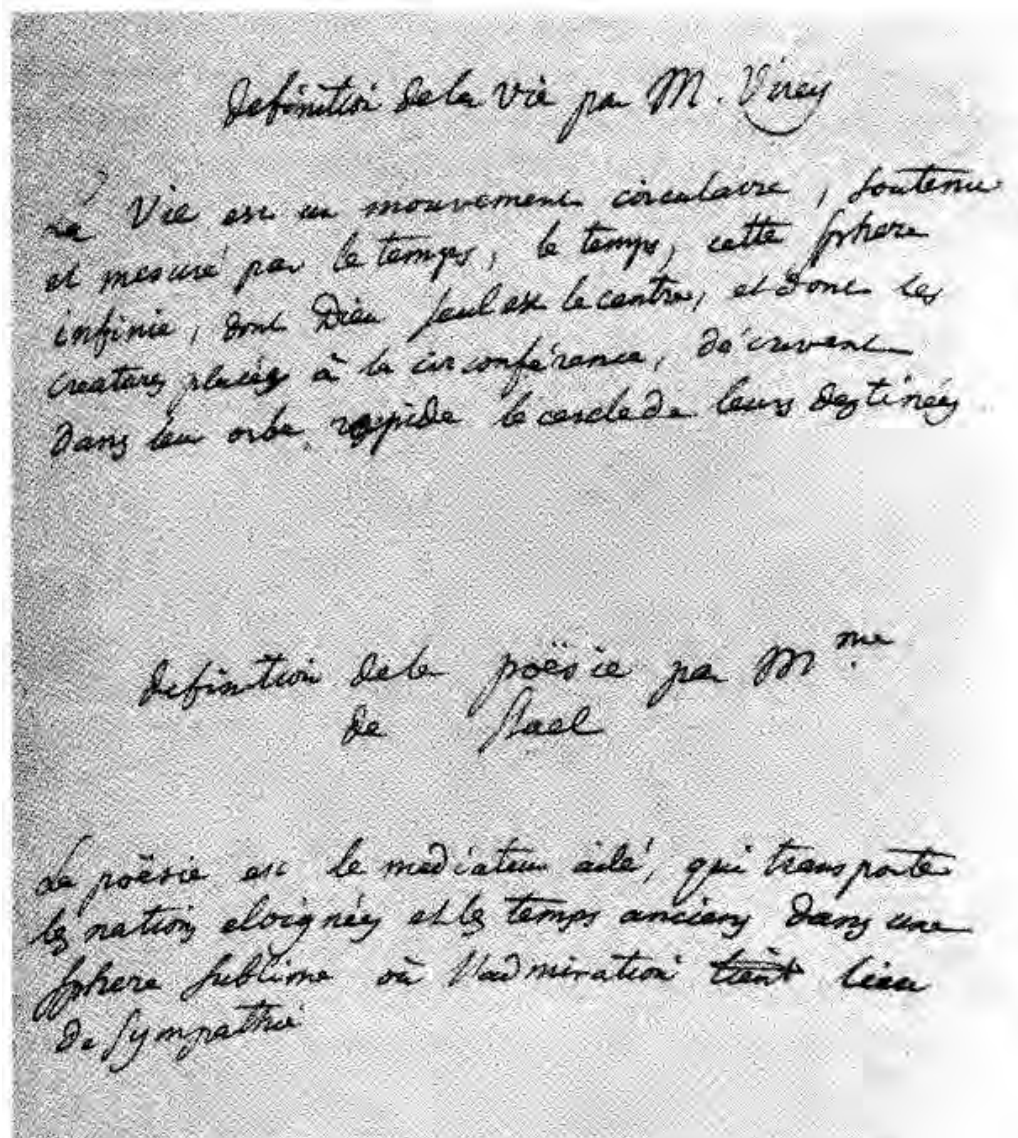 definition de la vie par M. Virey
La Vie est un mouvement circulaire, soutenu
et mesuré par le temps, le temps, cette sphere
infinie, dont Dieu seul est le centre, et dont les
creatures placées à la circonférence, décrivent
dans leur orbe rapide le cercle de leurs destinées
definition de la poësie par Mme
de Stael
La poësie est le mediateur ailé, qui transporte
les nations eloignées et les temps anciens dans une
sphere sublime où l'admiration tient lieu
de sympathie